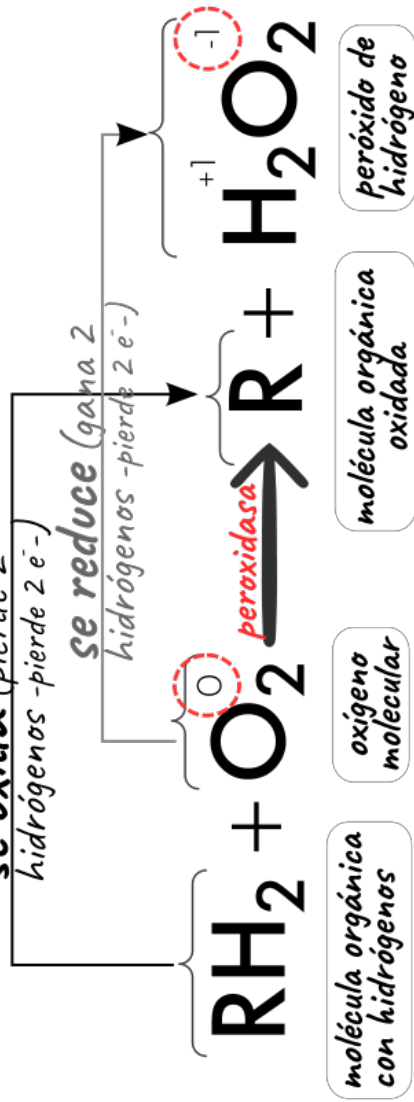 se oxida (pierde 2
hidrógenos -pierde 2 e⁻-)
se reduce (gana 2
hidrógenos -pierde 2 e⁻-)
0
+1 -1
peroxidasa
RH2 + O2 R + H2O2
molécula orgánica
con hidrógenos
oxígeno
molecular
molécula orgánica
oxidada
peróxido de
hidrógeno